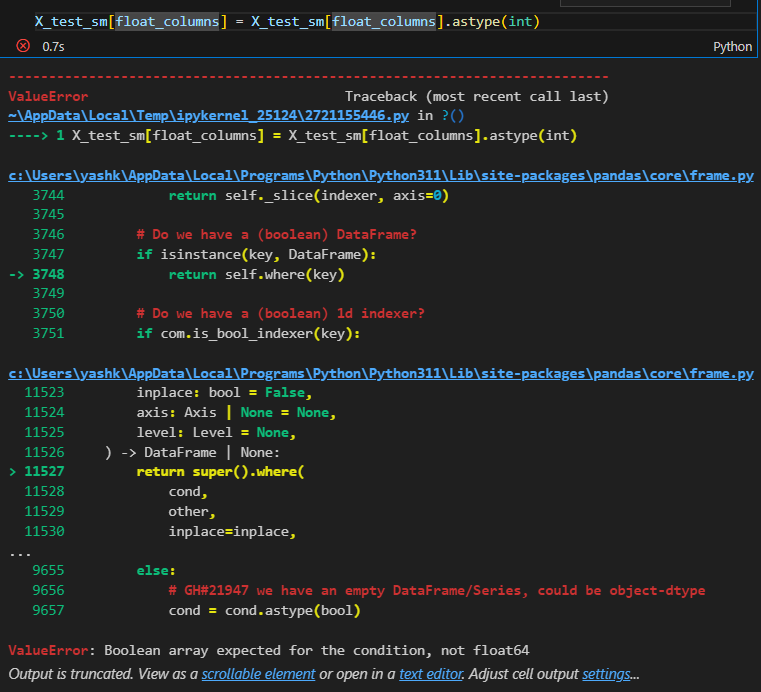 X_test_sm[float_columns] = X_test_sm[float_columns].astype(int)
0.7s
Python
---------------------------------------------------------------------------
ValueError                                Traceback (most recent call last)
~\AppData\Local\Temp\ipykernel_25124\2721155446.py in ?()
----> 1 X_test_sm[float_columns] = X_test_sm[float_columns].astype(int)
c:\Users\yashk\AppData\Local\Programs\Python\Python311\Lib\site-packages\pandas\core\frame.py
3744             return self._slice(indexer, axis=0)
3745
3746         # Do we have a (boolean) DataFrame?
3747         if isinstance(key, DataFrame):
-> 3748             return self.where(key)
3749
3750         # Do we have a (boolean) 1d indexer?
3751         if com.is_bool_indexer(key):
c:\Users\yashk\AppData\Local\Programs\Python\Python311\Lib\site-packages\pandas\core\frame.py
11523         inplace: bool = False,
11524         axis: Axis | None = None,
11525         level: Level = None,
11526     ) -> DataFrame | None:
> 11527         return super().where(
11528             cond,
11529             other,
11530             inplace=inplace,
...
9655         else:
9656             # GH#21947 we have an empty DataFrame/Series, could be object-dtype
9657             cond = cond.astype(bool)
ValueError: Boolean array expected for the condition, not float64
Output is truncated. View as a scrollable element or open in a text editor. Adjust cell output settings...